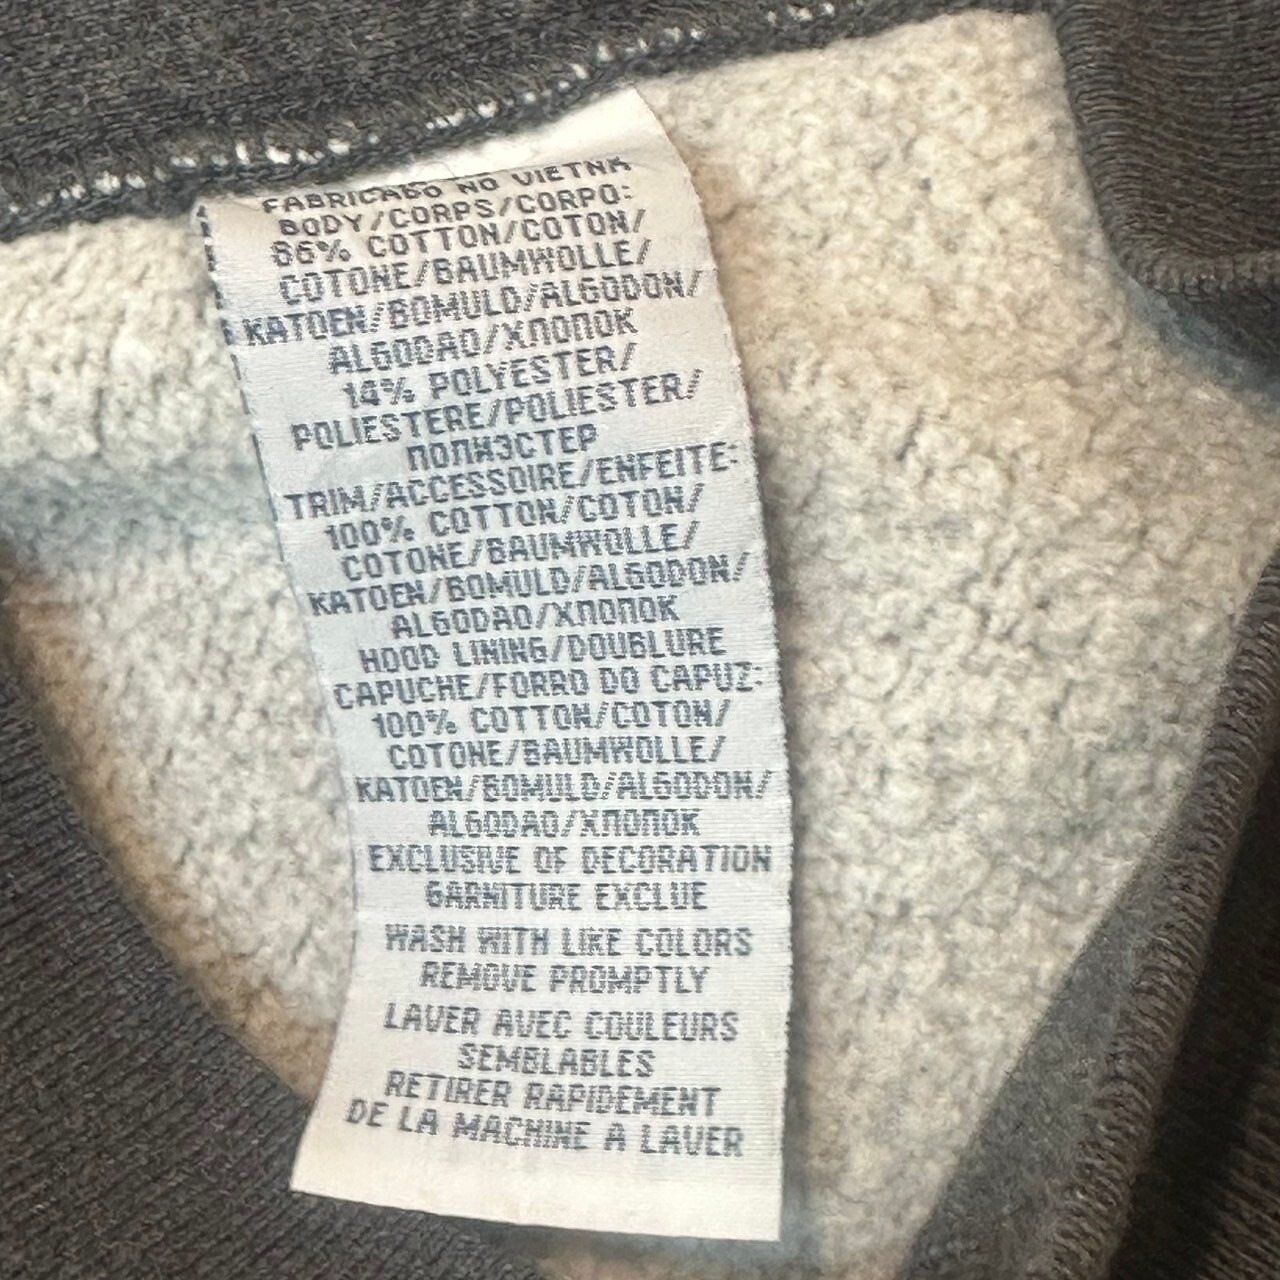 FABRICADO NO VIETNA
BODY/CORPS/CORPO:
86% COTTON/COTON/
COTONE/BAUMWOLLE/
KATOEN/BOMULD/ALGODON/
ALGODAO/ХЛОПОК
14% POLYESTER/
POLIESTERE/POLIESTER/
ПОЛИЭСТЕР
TRIM/ACCESSOIRE/ENFEITE:
100% COTTON/COTON/
COTONE/BAUMWOLLE/
KATOEN/BOMULD/ALGODON/
ALGODAO/ХЛОПОК
HOOD LINING/DOUBLURE
CAPUCHE/FORRO DO CAPUZ:
100% COTTON/COTON/
COTONE/BAUMWOLLE/
KATOEN/BOMULD/ALGODON/
ALGODAO/ХЛОПОК
EXCLUSIVE OF DECORATION
GARNITURE EXCLUE
WASH WITH LIKE COLORS
REMOVE PROMPTLY
LAVER AVEC COULEURS
SEMBLABLES
RETIRER RAPIDEMENT
DE LA MACHINE A LAVER